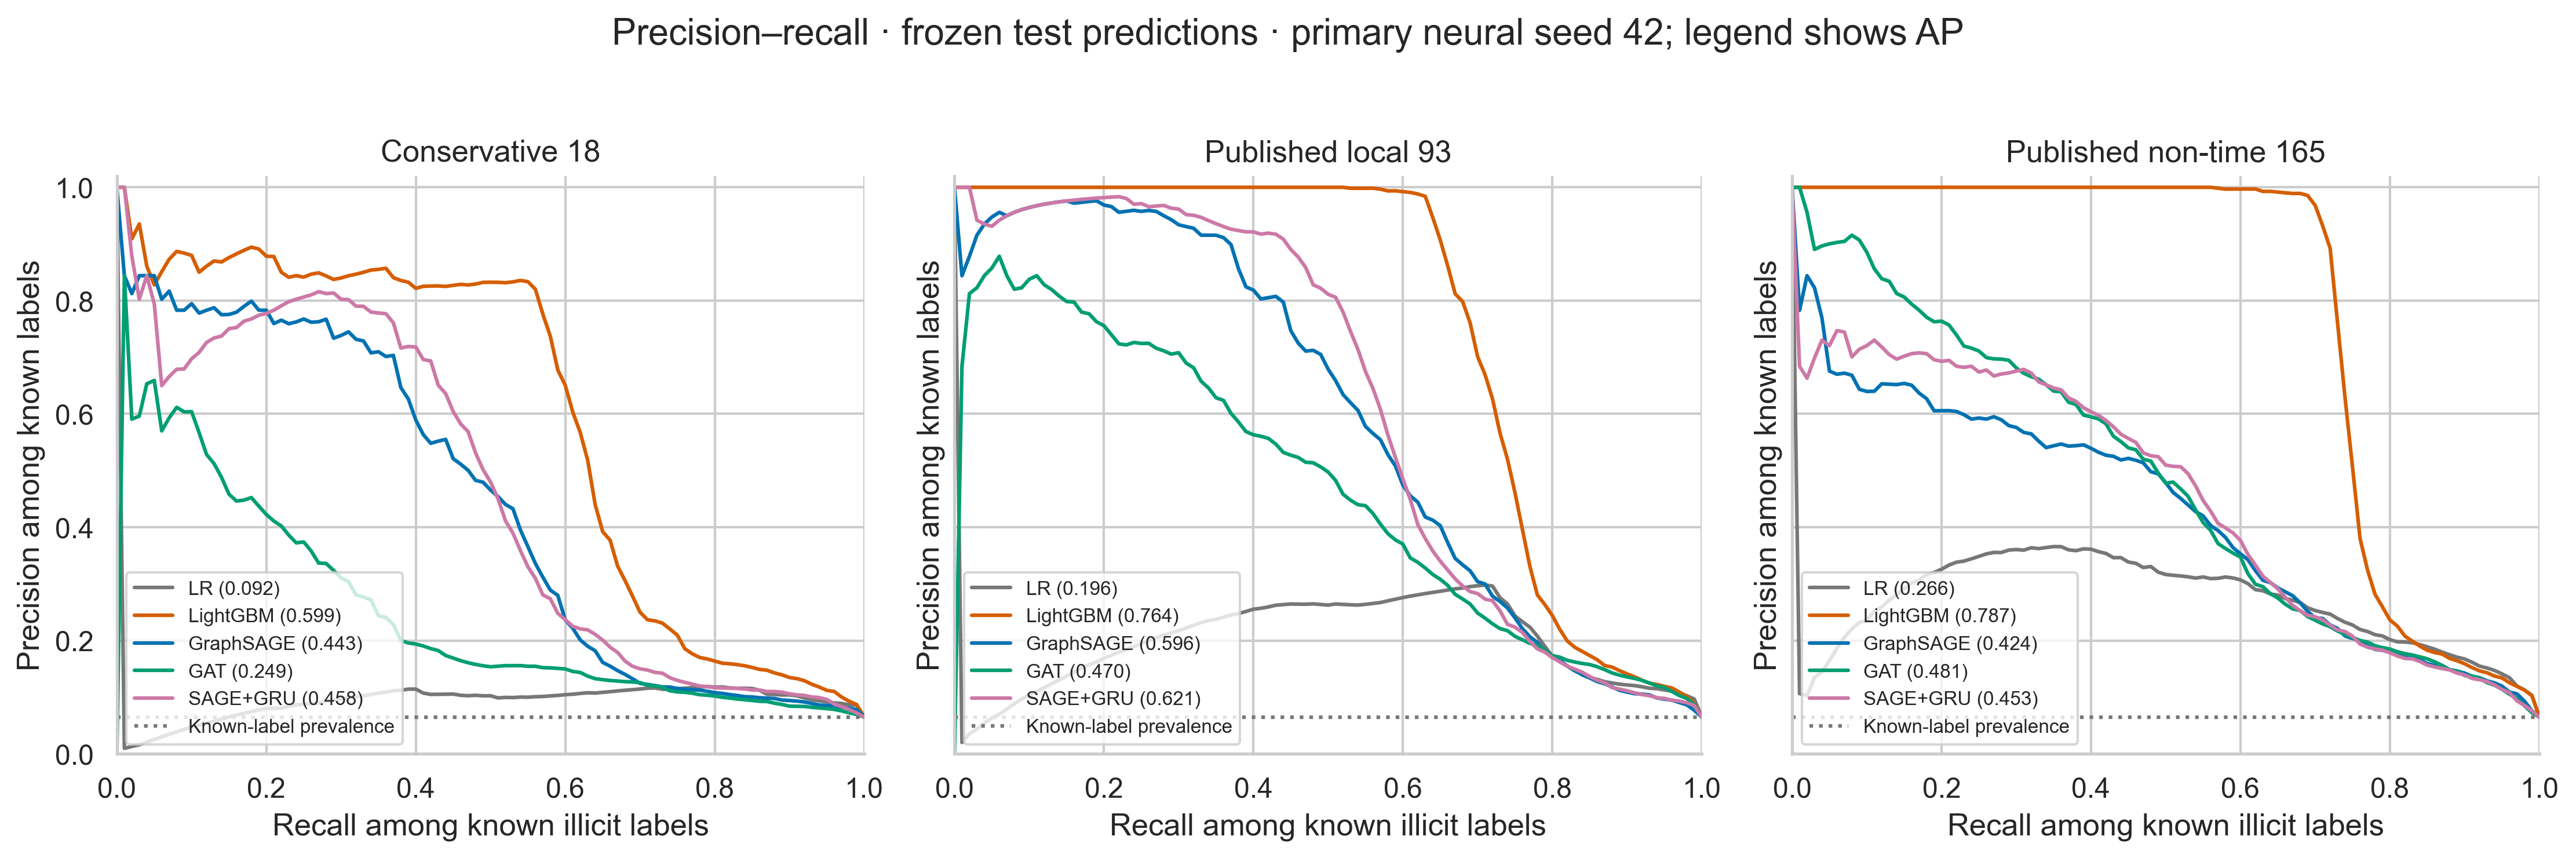 Precision–recall · frozen test predictions · primary neural seed 42; legend shows AP
Conservative 18
Precision among known labels
1.0
0.8
0.6
0.4
0.2
0.0
LR (0.092)
LightGBM (0.599)
GraphSAGE (0.443)
GAT (0.249)
SAGE+GRU (0.458)
Known-label prevalence
0.0 0.2 0.4 0.6 0.8 1.0
Recall among known illicit labels
Published local 93
Precision among known labels
LR (0.196)
LightGBM (0.764)
GraphSAGE (0.596)
GAT (0.470)
SAGE+GRU (0.621)
Known-label prevalence
0.0 0.2 0.4 0.6 0.8 1.0
Recall among known illicit labels
Published non-time 165
Precision among known labels
LR (0.266)
LightGBM (0.787)
GraphSAGE (0.424)
GAT (0.481)
SAGE+GRU (0.453)
Known-label prevalence
0.0 0.2 0.4 0.6 0.8 1.0
Recall among known illicit labels